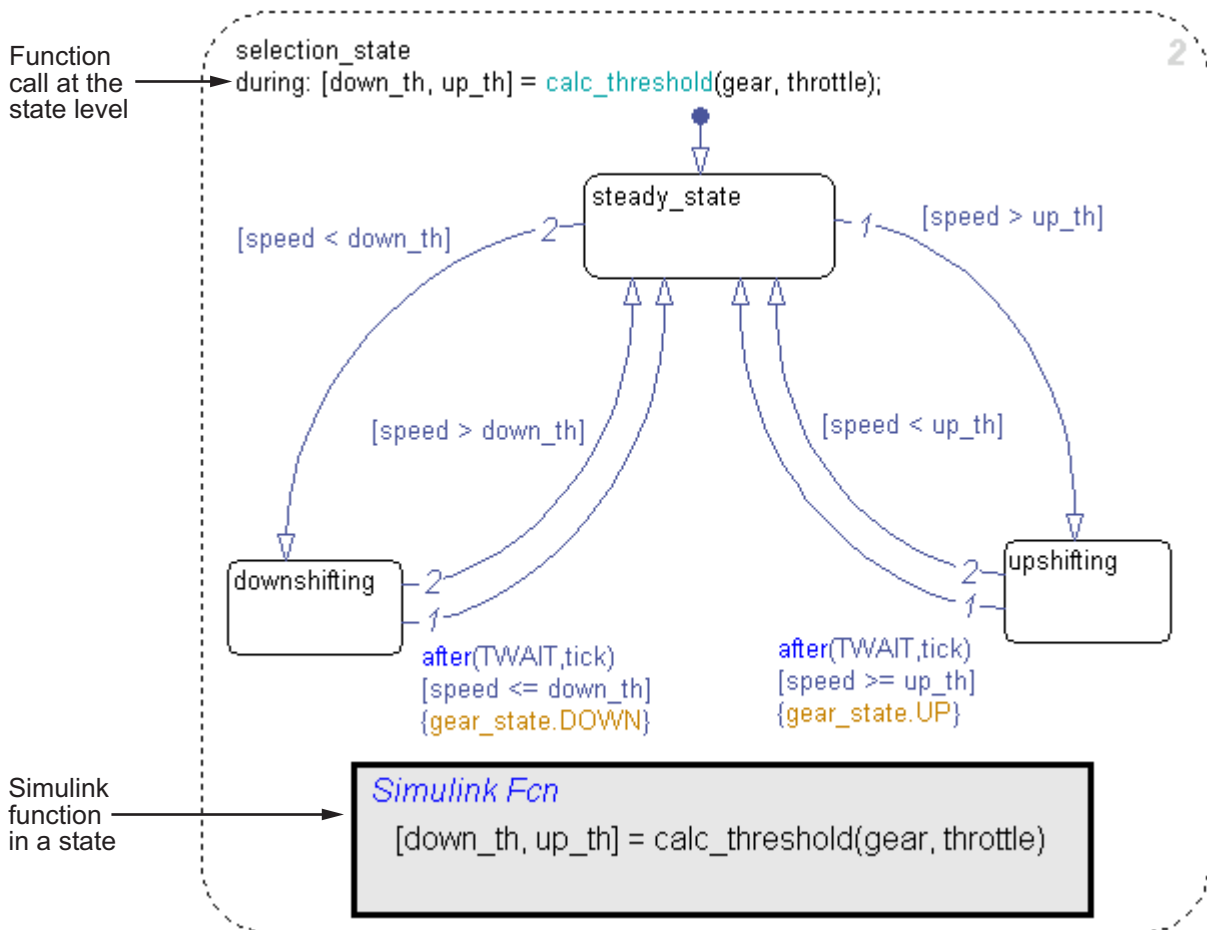 Function
call at the
state level
selection_state
during: [down_th, up_th] = calc_threshold(gear, throttle);
2
steady_state
2
1
[speed < down_th]
[speed > up_th]
[speed > down_th]
[speed < up_th]
downshifting
2
1
upshifting
2
1
after(TWAIT,tick)
[speed <= down_th]
{gear_state.DOWN}
after(TWAIT,tick)
[speed >= up_th]
{gear_state.UP}
Simulink
function
in a state
Simulink Fcn
[down_th, up_th] = calc_threshold(gear, throttle)